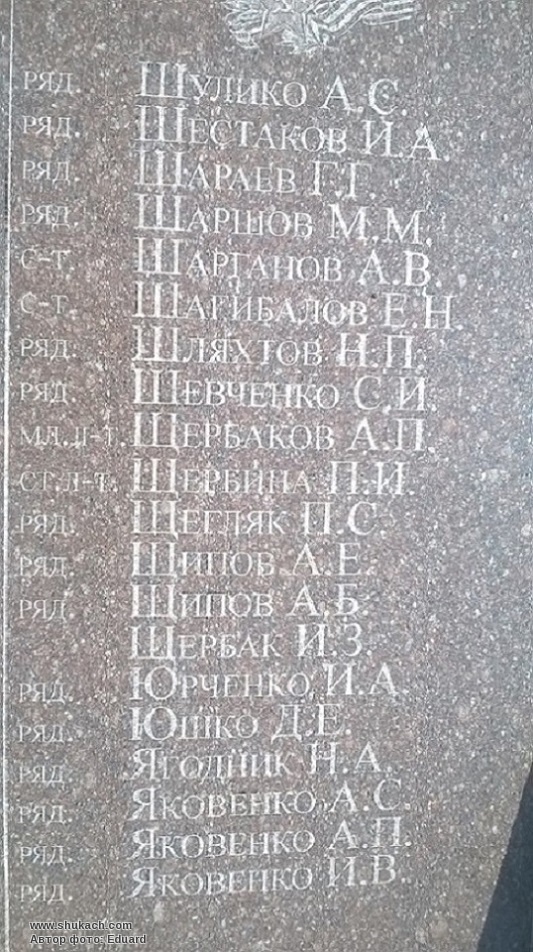 РЯД. ШУЛИКО А.С.
РЯД. ШЕСТАКОВ И.А.
РЯД. ШАРАЕВ Г.Г.
РЯД. ШАРШОВ М.М.
С-Т. ШАРГАНОВ А.В.
С-Т. ШАГИБАЛОВ Е.Н.
РЯД. ШЛЯХТОВ Н.П.
РЯД. ШЕВЧЕНКО С.И.
МЛ.Л-Т. ЩЕРБАКОВ А.П.
СТ.Л-Т. ЩЕРБИНА П.И.
РЯД. ЩЕГЛЯК П.С.
РЯД. ЩИПОВ А.Е.
РЯД. ЩИПОВ А.Б.
ЩЕРБАК И.З.
РЯД. ЮРЧЕНКО И.А.
РЯД. ЮШКО Д.Е.
РЯД. ЯГОДНИК Н.А.
РЯД. ЯКОВЕНКО А.С.
РЯД. ЯКОВЕНКО А.П.
РЯД. ЯКОВЕНКО И.В.
www.shukach.com
Автор фото: Eduard